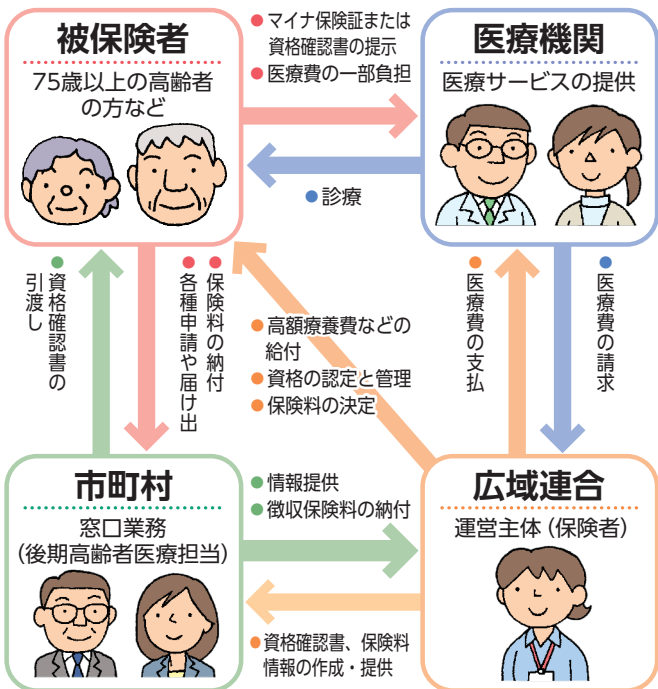 被保険者
75歳以上の高齢者
の方など
●マイナ保険証または
資格確認書の提示
●医療費の一部負担
医療機関
医療サービスの提供
●診療
●資格確認書の
引渡し
●保険料の納付
●各種申請や届け出
●高額療養費などの
給付
●資格の認定と管理
●保険料の決定
●医療費の支払
●医療費の請求
市町村
窓口業務
(後期高齢者医療担当)
●情報提供
●徴収保険料の納付
広域連合
運営主体(保険者)
●資格確認書、保険料
情報の作成・提供